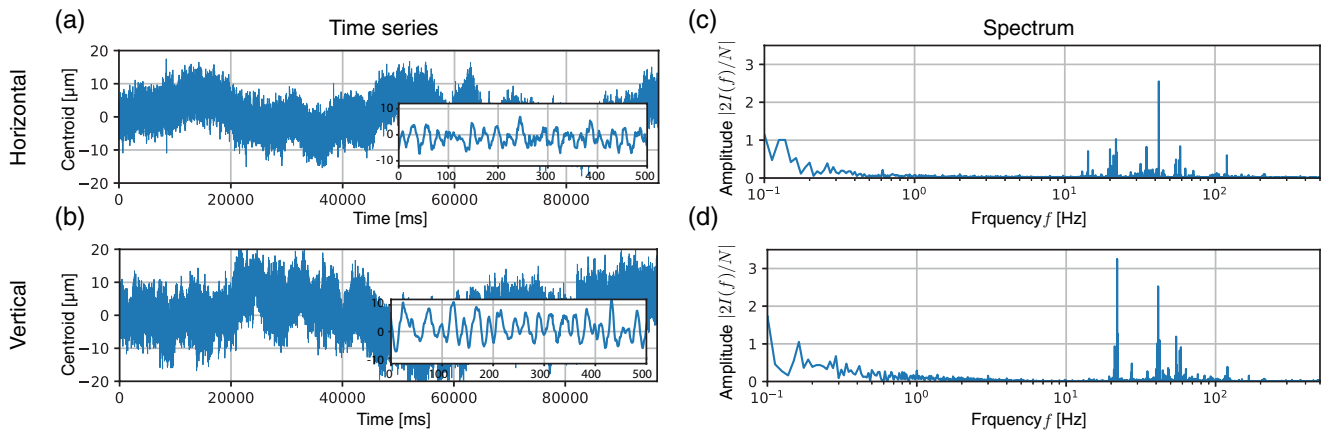 (a)
Time series
(c)
Spectrum
Horizontal
Centroid [μm]
20
10
0
−10
−20
0
20000
40000
60000
80000
Time [ms]
10
0
-10
0 100 200 300 400 500
Amplitude |2I(f)/N|
3
2
1
0
10⁻¹ 10⁰ 10¹ 10²
Frquency f [Hz]
(b)
(d)
Vertical
Centroid [μm]
20
10
0
−10
−20
0
20000
40000
60000
80000
Time [ms]
10
0
-10
0 100 200 300 400 500
Amplitude |2I(f)/N|
3
2
1
0
10⁻¹ 10⁰ 10¹ 10²
Frquency f [Hz]